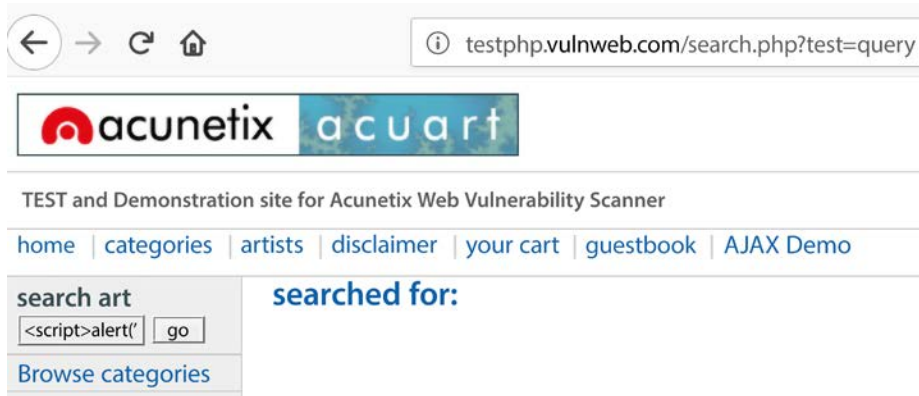 testphp.vulnweb.com/search.php?test=query
acunetix acuart
TEST and Demonstration site for Acunetix Web Vulnerability Scanner
home | categories | artists | disclaimer | your cart | guestbook | AJAX Demo
search art
<script>alert('
go
Browse categories
searched for: